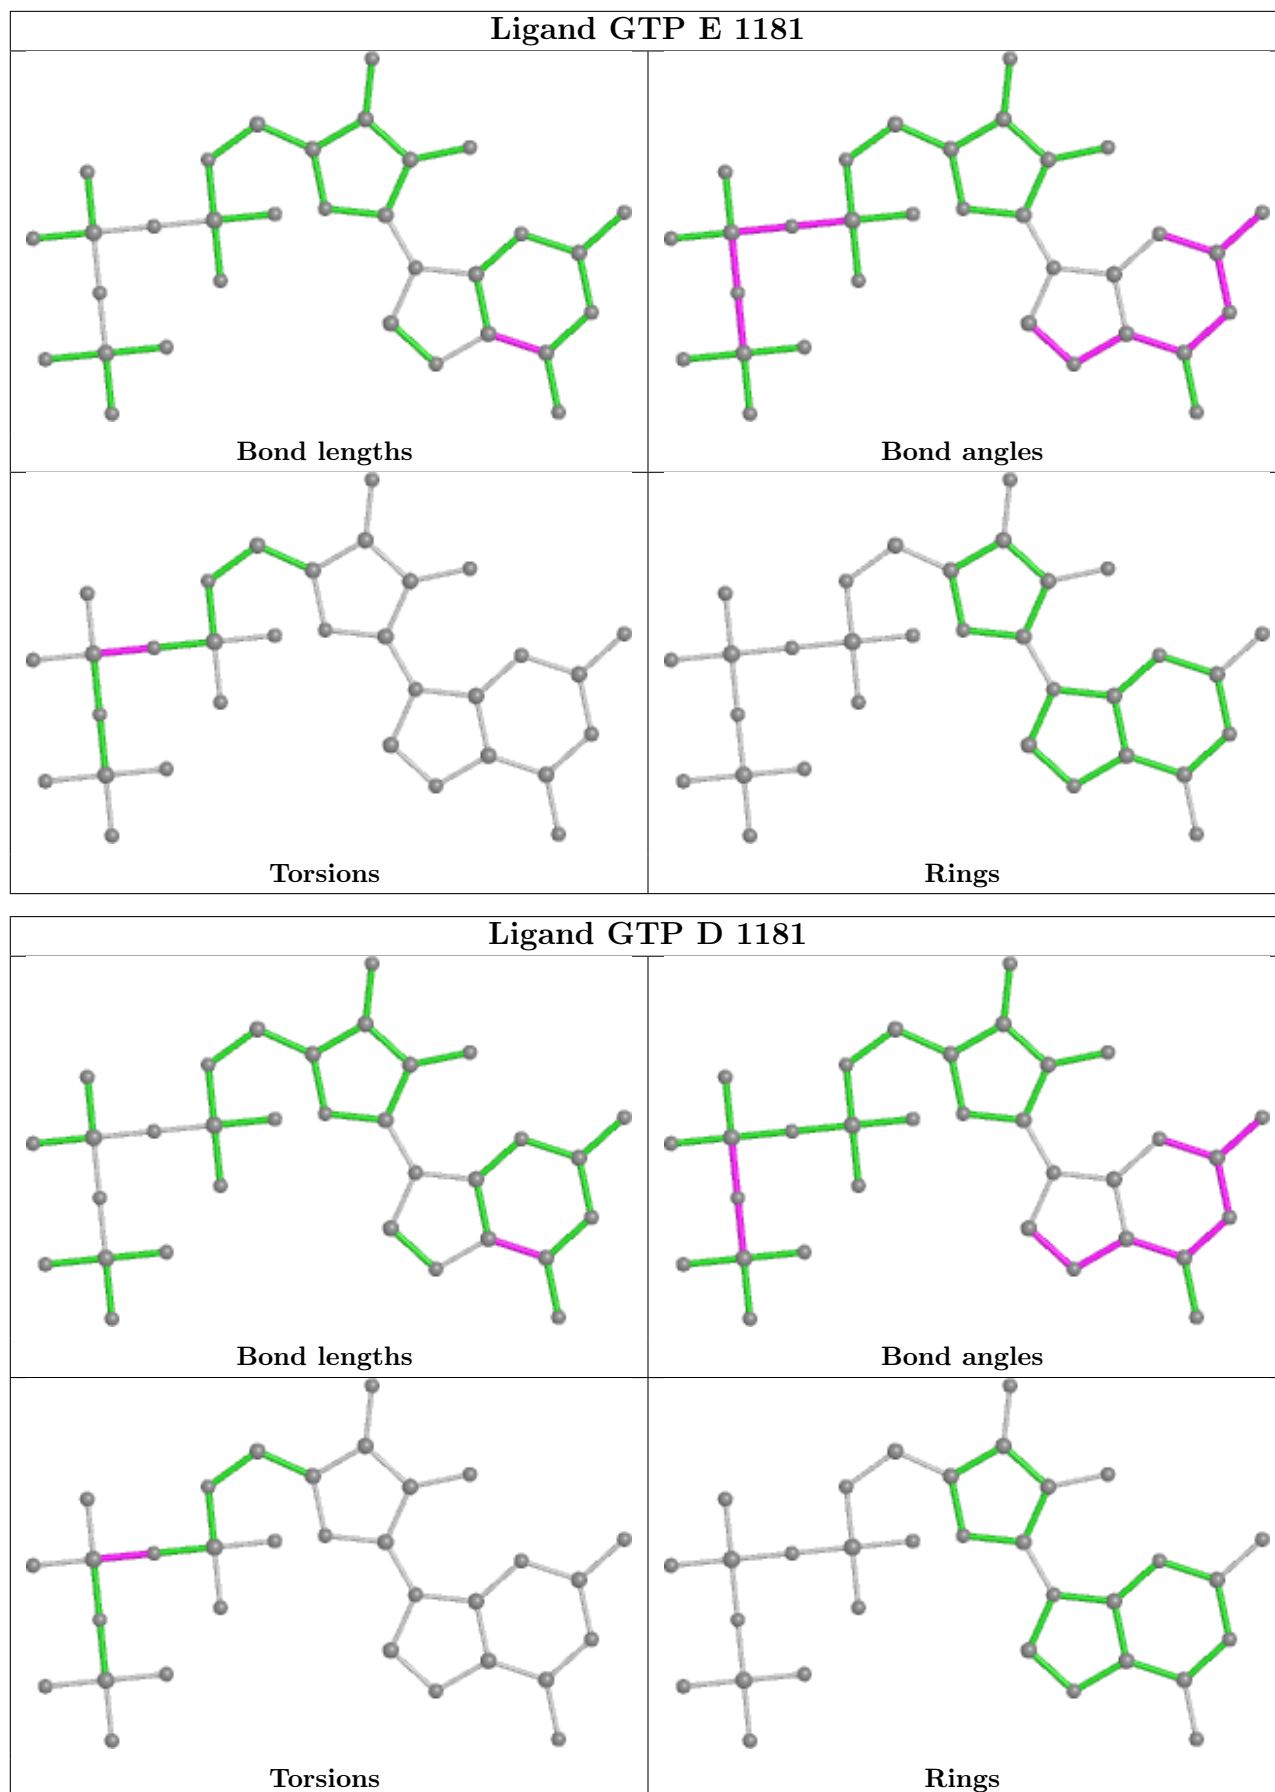 Ligand GTP E 1181
Bond lengths
Bond angles
Torsions
Rings
Ligand GTP D 1181
Bond lengths
Bond angles
Torsions
Rings